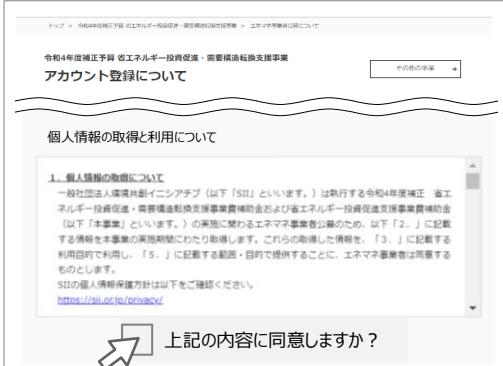 トップ > 令和4年度補正予算 省エネルギー投資促進・需要構造転換支援事業 > エネマネ事業者公募について
令和4年度補正予算 省エネルギー投資促進・需要構造転換支援事業
アカウント登録について
その他の事業 →
個人情報の取得と利用について
1．個人情報の取得について
一般社団法人環境共創イニシアチブ（以下「SII」といいます。）は執行する令和4年度補正 省エ
ネルギー投資促進・需要構造転換支援事業費補助金および省エネルギー投資促進支援事業費補助金
（以下「本事業」といいます。）の実施に関わるエネマネ事業者公募のため、以下「2．」に記載
する情報を本事業の実施期間にわたり取得します。これらの取得した情報を、「3．」に記載する
利用目的で利用し、「5．」に記載する範囲・目的で提供することに、エネマネ事業者は同意する
ものとします。
SIIの個人情報保護方針は以下をご確認ください。
https://sii.or.jp/privacy/
上記の内容に同意しますか？